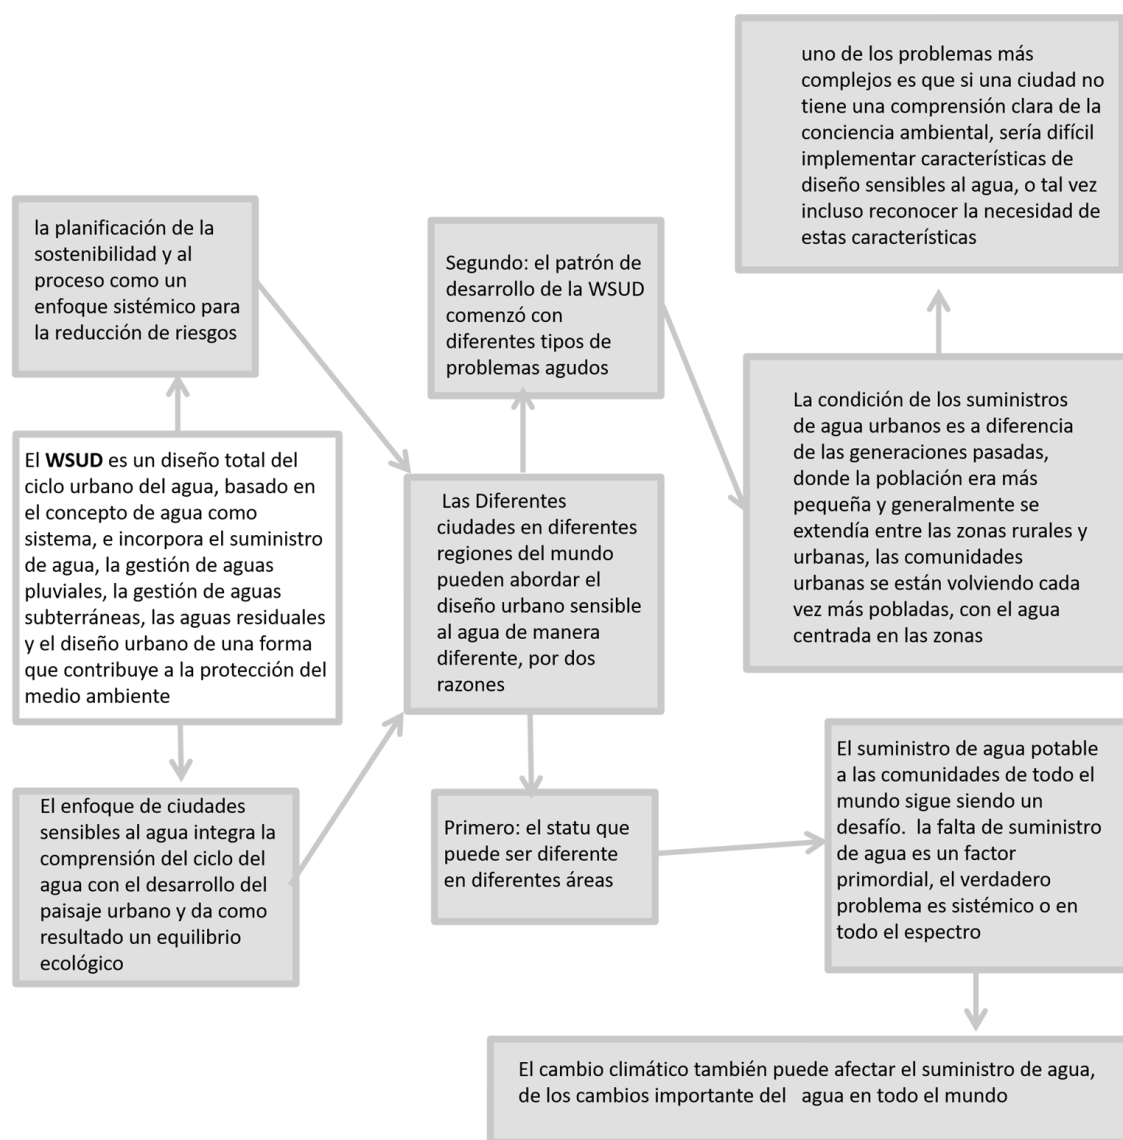 uno de los problemas más
complejos es que si una ciudad no
tiene una comprensión clara de la
conciencia ambiental, sería difícil
implementar características de
diseño sensibles al agua, o tal vez
incluso reconocer la necesidad de
estas características
la planificación de la
sostenibilidad y al
proceso como un
enfoque sistémico para
la reducción de riesgos
Segundo: el patrón de
desarrollo de la WSUD
comenzó con
diferentes tipos de
problemas agudos
La condición de los suministros
de agua urbanos es a diferencia
de las generaciones pasadas,
donde la población era más
pequeña y generalmente se
extendía entre las zonas rurales y
urbanas, las comunidades
urbanas se están volviendo cada
vez más pobladas, con el agua
centrada en las zonas
El WSUD es un diseño total del
ciclo urbano del agua, basado en
el concepto de agua como
sistema, e incorpora el suministro
de agua, la gestión de aguas
pluviales, la gestión de aguas
subterráneas, las aguas residuales
y el diseño urbano de una forma
que contribuye a la protección del
medio ambiente
Las Diferentes
ciudades en diferentes
regiones del mundo
pueden abordar el
diseño urbano sensible
al agua de manera
diferente, por dos
razones
El enfoque de ciudades
sensibles al agua integra la
comprensión del ciclo del
agua con el desarrollo del
paisaje urbano y da como
resultado un equilibrio
ecológico
Primero: el statu que
puede ser diferente
en diferentes áreas
El suministro de agua potable
a las comunidades de todo el
mundo sigue siendo un
desafío. la falta de suministro
de agua es un factor
primordial, el verdadero
problema es sistémico o en
todo el espectro
El cambio climático también puede afectar el suministro de agua,
de los cambios importante del agua en todo el mundo